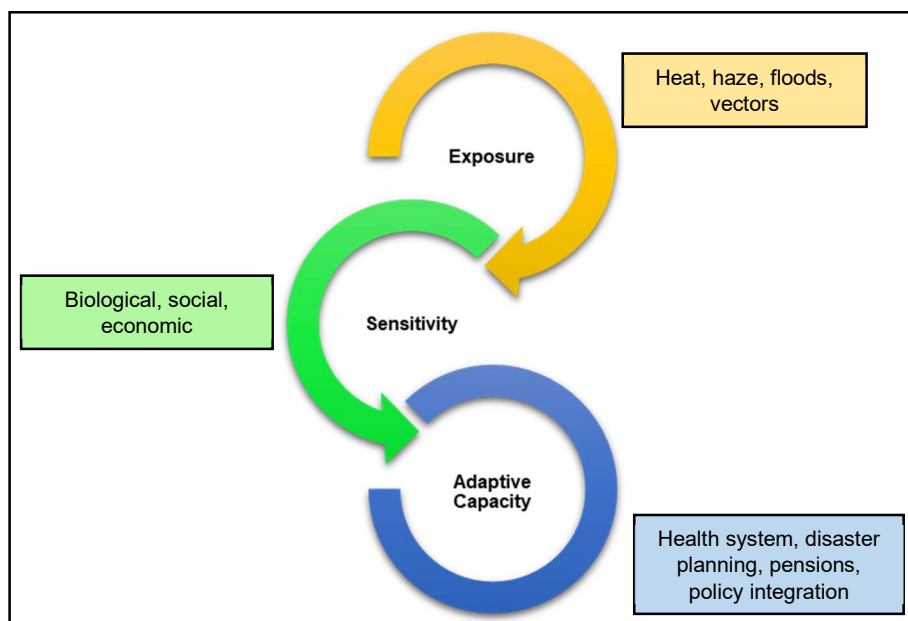 Heat, haze, floods,
vectors
Exposure
Biological, social,
economic
Sensitivity
Adaptive
Capacity
Health system, disaster
planning, pensions,
policy integration